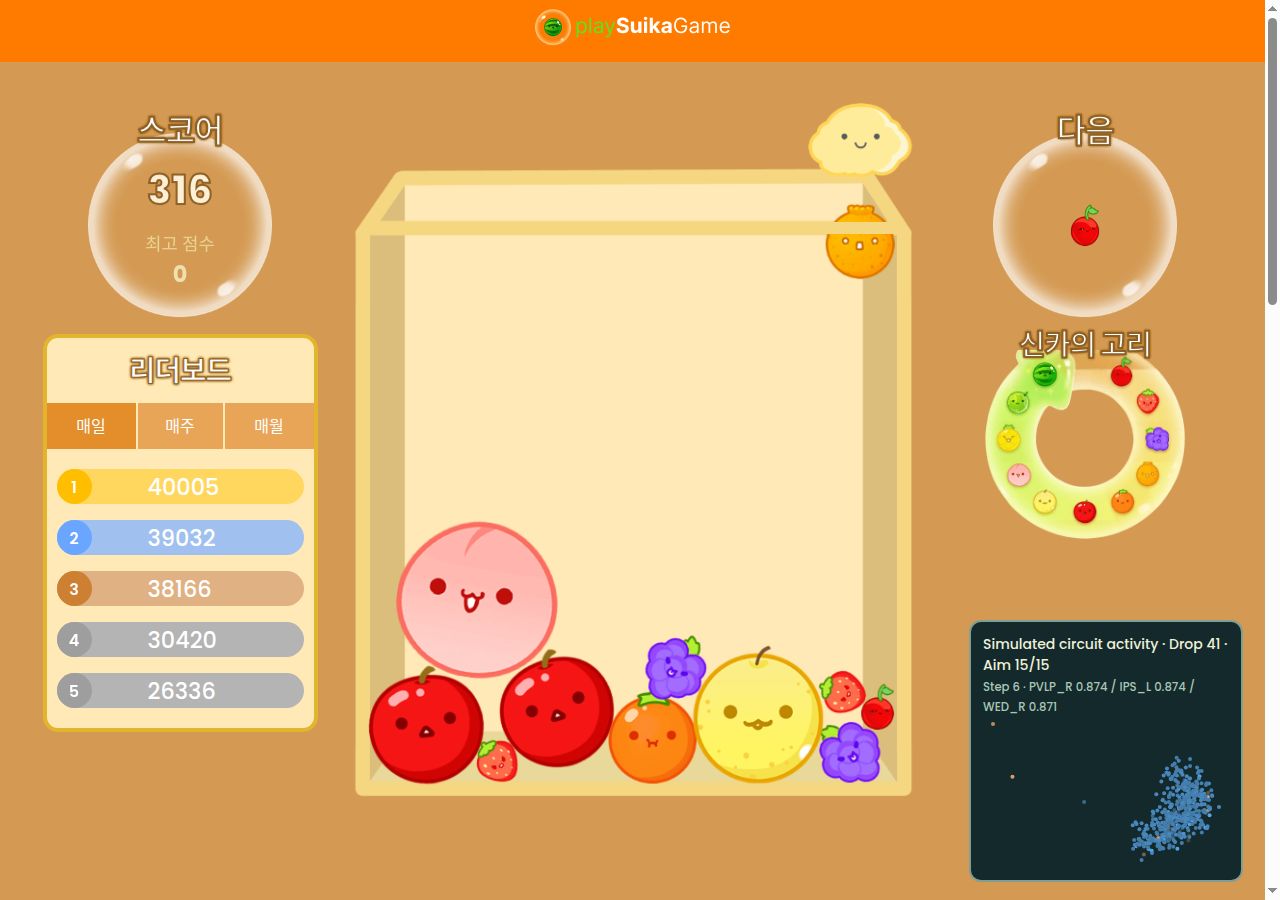 playSuikaGame
스코어
316
최고 점수
0
다음
리더보드
매일 매주 매월
1 40005
2 39032
3 38166
4 30420
5 26336
신카의 고리
Simulated circuit activity · Drop 41 ·
Aim 15/15
Step 6 · PVLP_R 0.874 / IPS_L 0.874 /
WED_R 0.871